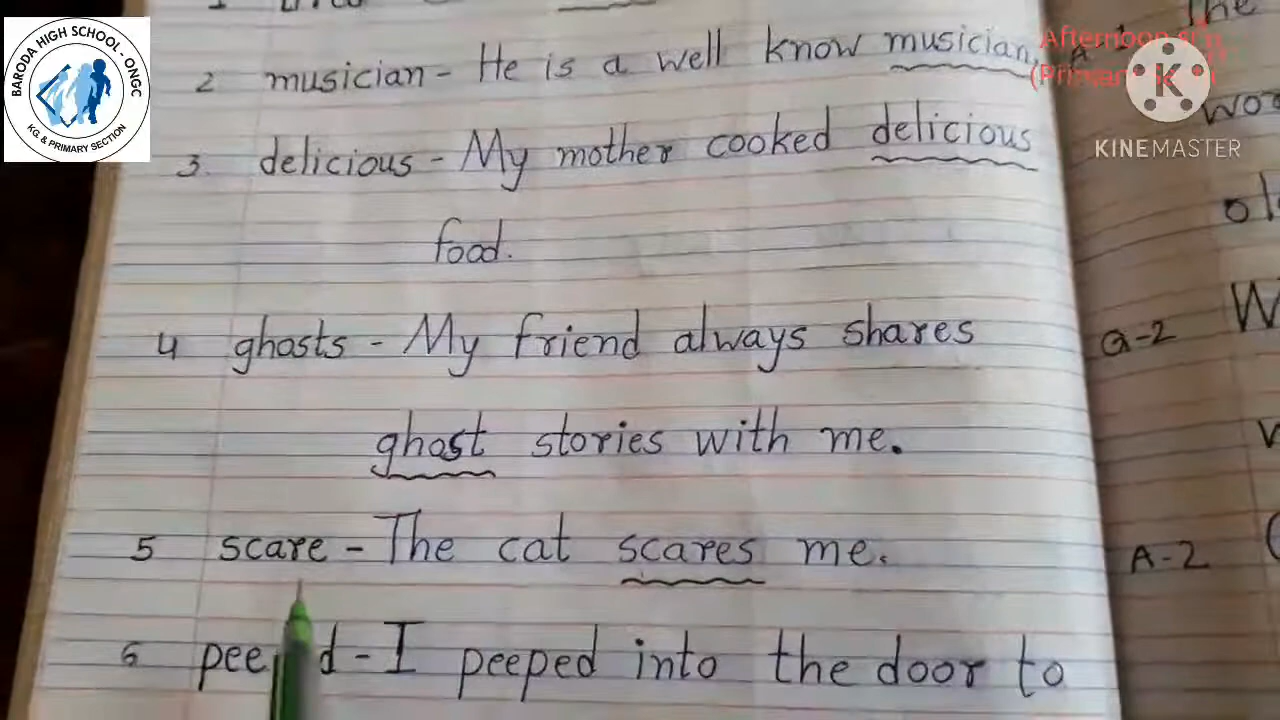 BARODA HIGH SCHOOL - ONGC
KG & PRIMARY SECTION
The
Afternoon
K
KINEMASTER
2 musician - He is a well know musician.
3. delicious - My mother cooked delicious
food.
4 ghosts - My friend always shares
ghost stories with me.
5 scare - The cat scares me.
6 peeped - I peeped into the door to
Q-2
A-2